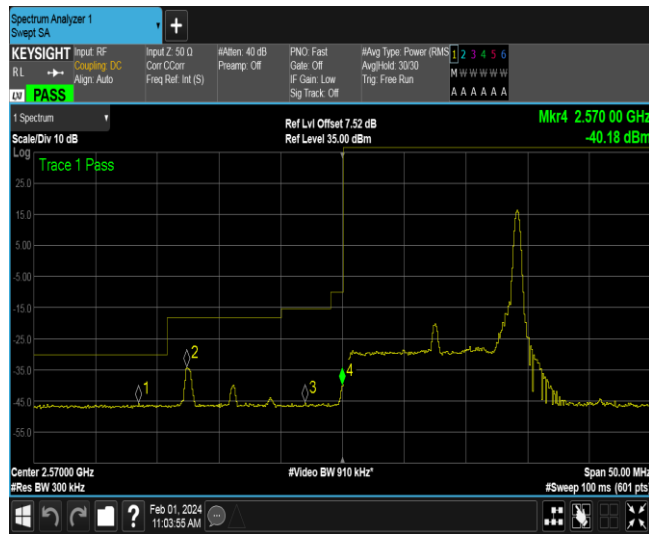 Spectrum Analyzer 1
Swept SA
KEYSIGHT
RL
LXI PASS
Input: RF
Coupling: DC
Align: Auto
Input Z: 50 Ω
Corr CCorr
Freq Ref: Int (S)
#Atten: 40 dB
Preamp: Off
PNO: Fast
Gate: Off
IF Gain: Low
Sig Track: Off
#Avg Type: Power (RMS
Avg|Hold: 30/30
Trig: Free Run
1 2 3 4 5 6
M W W W W W
A A A A A A
1 Spectrum
Scale/Div 10 dB
Ref Lvl Offset 7.52 dB
Ref Level 35.00 dBm
Mkr4 2.570 00 GHz
-40.18 dBm
Log
Trace 1 Pass
25.0
15.0
5.00
-5.00
-15.0
-25.0
-35.0
-45.0
-55.0
1
2
3
4
Center 2.57000 GHz
#Res BW 300 kHz
#Video BW 910 kHz*
Span 50.00 MHz
#Sweep 100 ms (601 pts
?
Feb 01, 2024
11:03:55 AM